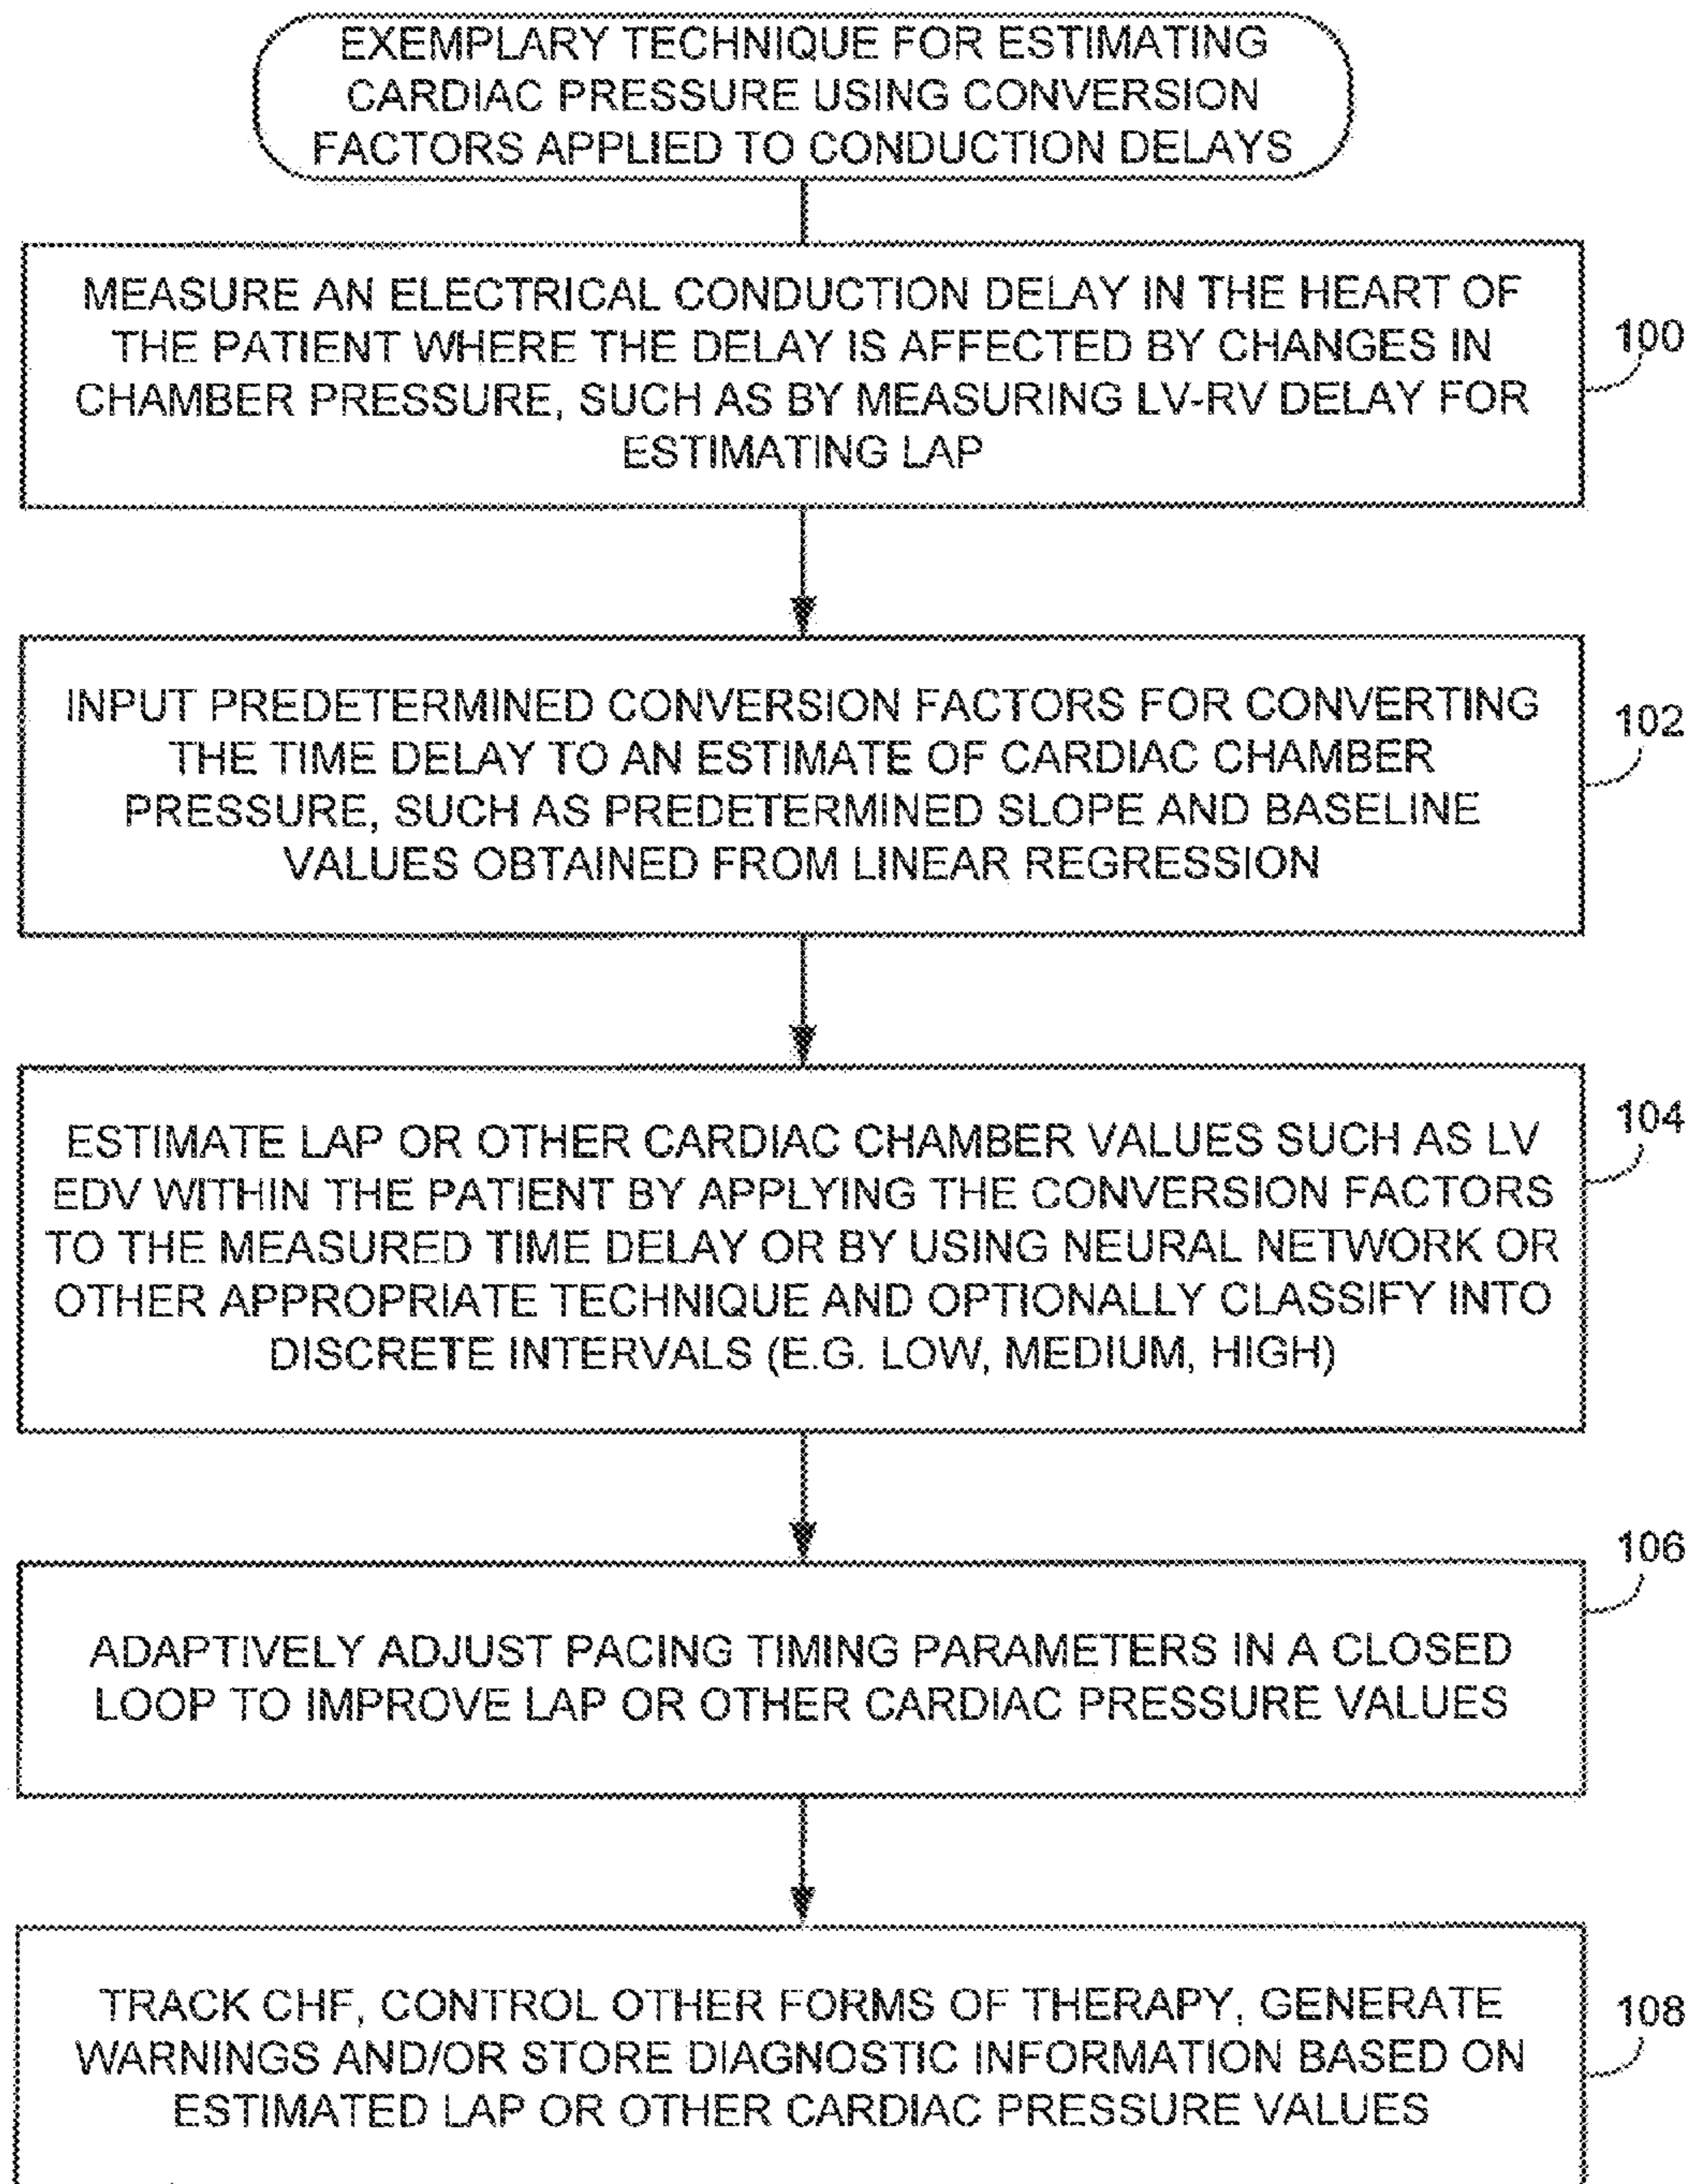 EXEMPLARY TECHNIQUE FOR ESTIMATING
CARDIAC PRESSURE USING CONVERSION
FACTORS APPLIED TO CONDUCTION DELAYS
MEASURE AN ELECTRICAL CONDUCTION DELAY IN THE HEART OF
THE PATIENT WHERE THE DELAY IS AFFECTED BY CHANGES IN
CHAMBER PRESSURE, SUCH AS BY MEASURING LV-RV DELAY FOR
ESTIMATING LAP
100
INPUT PREDETERMINED CONVERSION FACTORS FOR CONVERTING
THE TIME DELAY TO AN ESTIMATE OF CARDIAC CHAMBER
PRESSURE, SUCH AS PREDETERMINED SLOPE AND BASELINE
VALUES OBTAINED FROM LINEAR REGRESSION
102
ESTIMATE LAP OR OTHER CARDIAC CHAMBER VALUES SUCH AS LV
EDV WITHIN THE PATIENT BY APPLYING THE CONVERSION FACTORS
TO THE MEASURED TIME DELAY OR BY USING NEURAL NETWORK OR
OTHER APPROPRIATE TECHNIQUE AND OPTIONALLY CLASSIFY INTO
DISCRETE INTERVALS (E.G. LOW, MEDIUM, HIGH)
104
ADAPTIVELY ADJUST PACING TIMING PARAMETERS IN A CLOSED
LOOP TO IMPROVE LAP OR OTHER CARDIAC PRESSURE VALUES
106
TRACK CHF, CONTROL OTHER FORMS OF THERAPY, GENERATE
WARNINGS AND/OR STORE DIAGNOSTIC INFORMATION BASED ON
ESTIMATED LAP OR OTHER CARDIAC PRESSURE VALUES
108